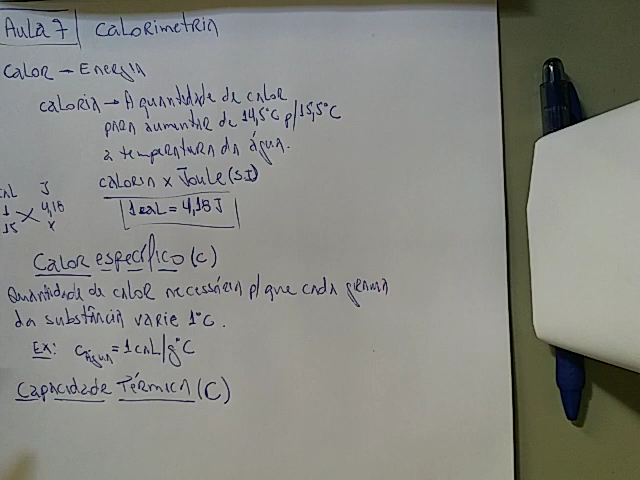 Aula 7 Calorimetria
Calor - Energia
Caloria → A quantidade de calor
para aumentar de 14,5°C p/ 15,5°C
a temperatura da água.
Caloria x Joule (SI)
cal J
1 4,18
15 x
1 cal = 4,18 J
Calor específico (c)
Quantidade de calor necessária p/ que cada grama
da substância varie 1°C.
Ex: Cágua = 1 cal/g°C
Capacidade Térmica (C)